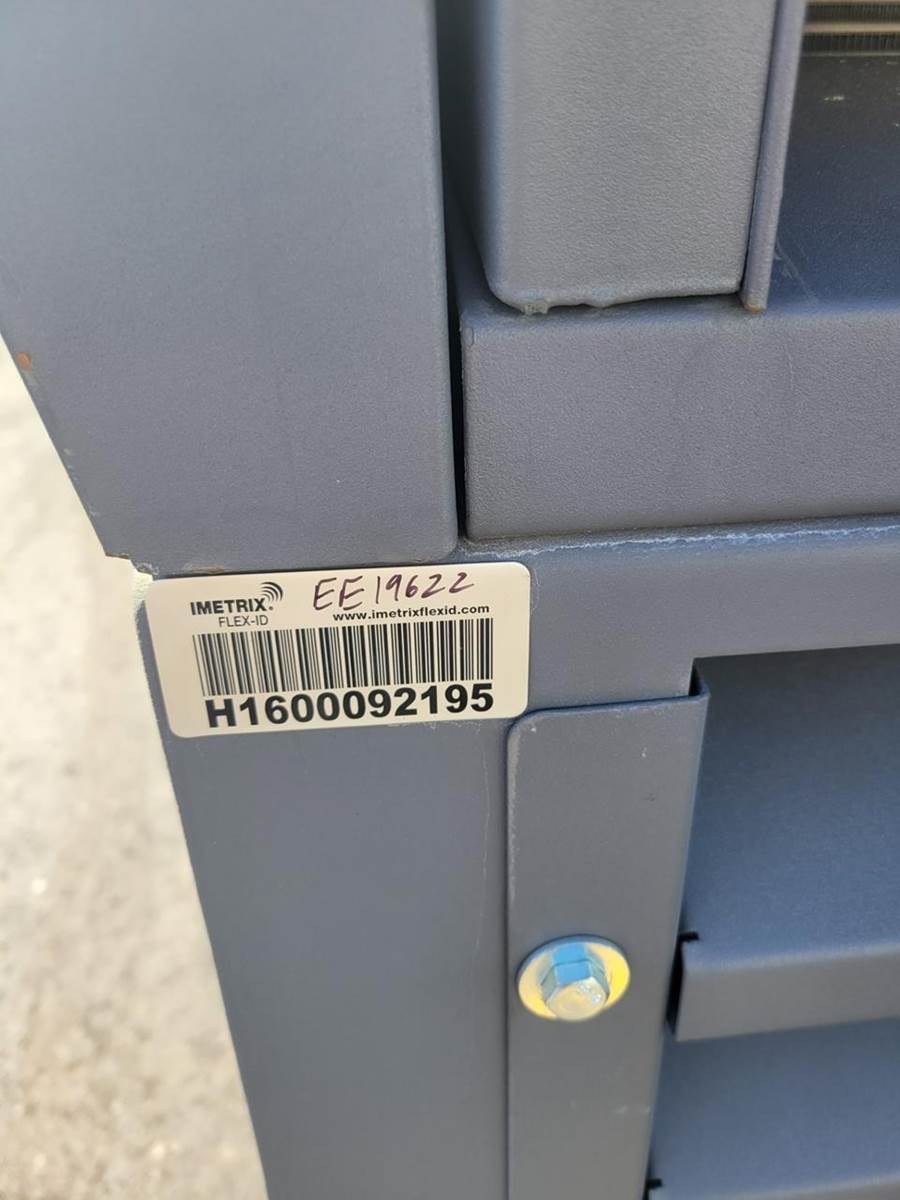 EE19622
IMETRIX®
www.imetrixflexid.com
FLEX-ID
H1600092195